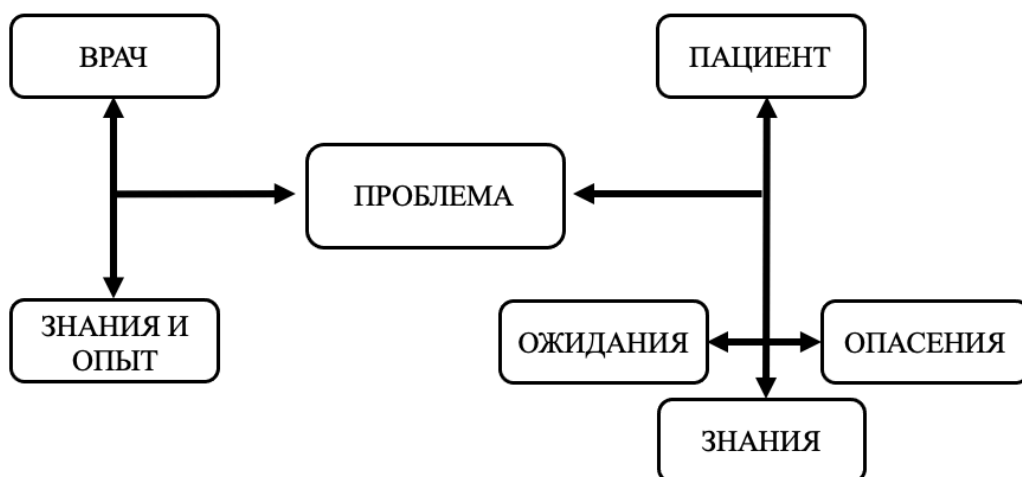 ВРАЧ
ПАЦИЕНТ
ПРОБЛЕМА
ЗНАНИЯ И
ОПЫТ
ОЖИДАНИЯ
ОПАСЕНИЯ
ЗНАНИЯ